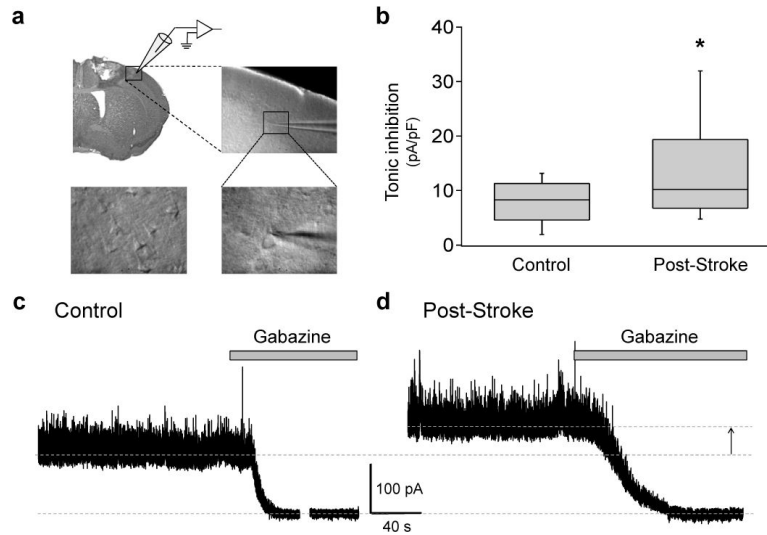 a
b
40
30
20
10
0
Tonic inhibition
(pA/pF)
*
Control
Post-Stroke
c
Control
d
Post-Stroke
Gabazine
Gabazine
100 pA
40 s